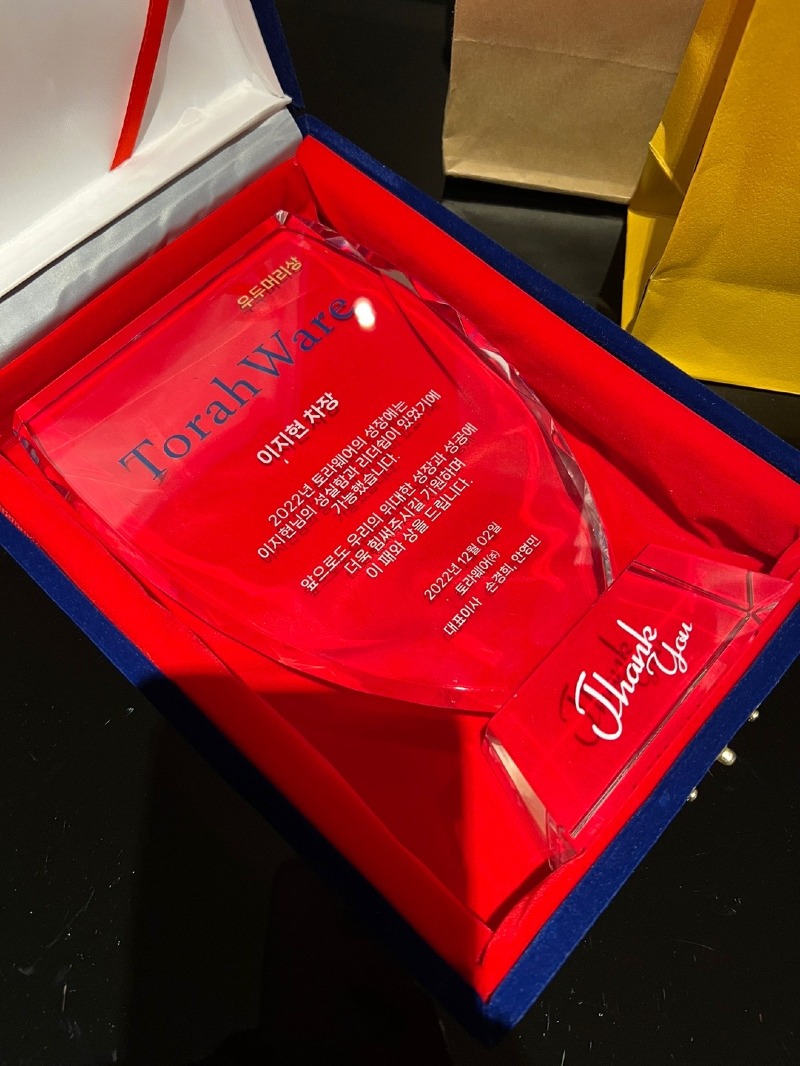 우두머리상
TorahWare
이지현 차장
2022년 토라웨어의 성장에는
이지현님의 성실함과 리더쉽이 있었기에
가능했습니다.
앞으로도 우리의 위대한 성장과 성공에
더욱 힘써주시길 기원하며
이 패와 상을 드립니다.
2022년 12월 02일
토라웨어㈜
대표이사 손경희, 안병민
Thank
You